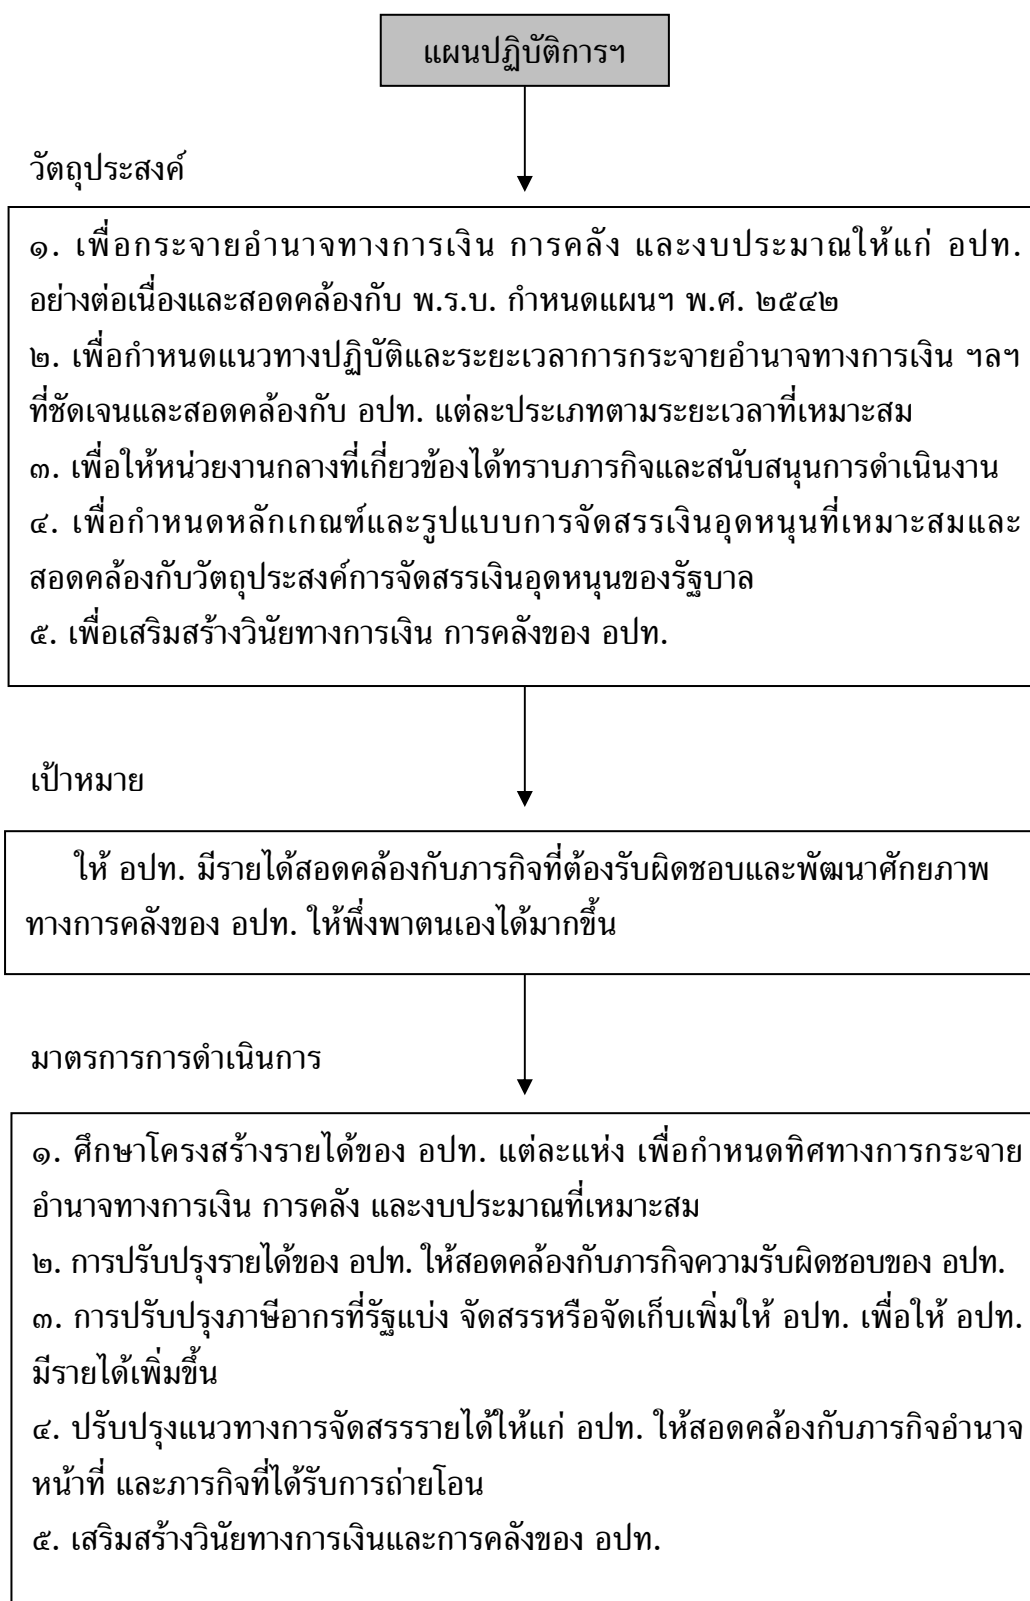 แผนปฏิบัติการฯ
วัตถุประสงค์
๑. เพื่อกระจายอำนาจทางการเงิน การคลัง และงบประมาณให้แก่ อปท.
อย่างต่อเนื่องและสอดคล้องกับ พ.ร.บ. กำหนดแผนฯ พ.ศ. ๒๕๔๒
๒. เพื่อกำหนดแนวทางปฏิบัติและระยะเวลาการกระจายอำนาจทางการเงิน ฯลฯ
ที่ชัดเจนและสอดคล้องกับ อปท. แต่ละประเภทตามระยะเวลาที่เหมาะสม
๓. เพื่อให้หน่วยงานกลางที่เกี่ยวข้องได้ทราบภารกิจและสนับสนุนการดำเนินงาน
๔. เพื่อกำหนดหลักเกณฑ์และรูปแบบการจัดสรรเงินอุดหนุนที่เหมาะสมและ
สอดคล้องกับวัตถุประสงค์การจัดสรรเงินอุดหนุนของรัฐบาล
๕. เพื่อเสริมสร้างวินัยทางการเงิน การคลังของ อปท.
เป้าหมาย
ให้ อปท. มีรายได้สอดคล้องกับภารกิจที่ต้องรับผิดชอบและพัฒนาศักยภาพ
ทางการคลังของ อปท. ให้พึ่งพาตนเองได้มากขึ้น
มาตรการการดำเนินการ
๑. ศึกษาโครงสร้างรายได้ของ อปท. แต่ละแห่ง เพื่อกำหนดทิศทางการกระจาย
อำนาจทางการเงิน การคลัง และงบประมาณที่เหมาะสม
๒. การปรับปรุงรายได้ของ อปท. ให้สอดคล้องกับภารกิจความรับผิดชอบของ อปท.
๓. การปรับปรุงภาษีอากรที่รัฐแบ่ง จัดสรรหรือจัดเก็บเพิ่มให้ อปท. เพื่อให้ อปท.
มีรายได้เพิ่มขึ้น
๔. ปรับปรุงแนวทางการจัดสรรรายได้ให้แก่ อปท. ให้สอดคล้องกับภารกิจอำนาจ
หน้าที่ และภารกิจที่ได้รับการถ่ายโอน
๕. เสริมสร้างวินัยทางการเงินและการคลังของ อปท.